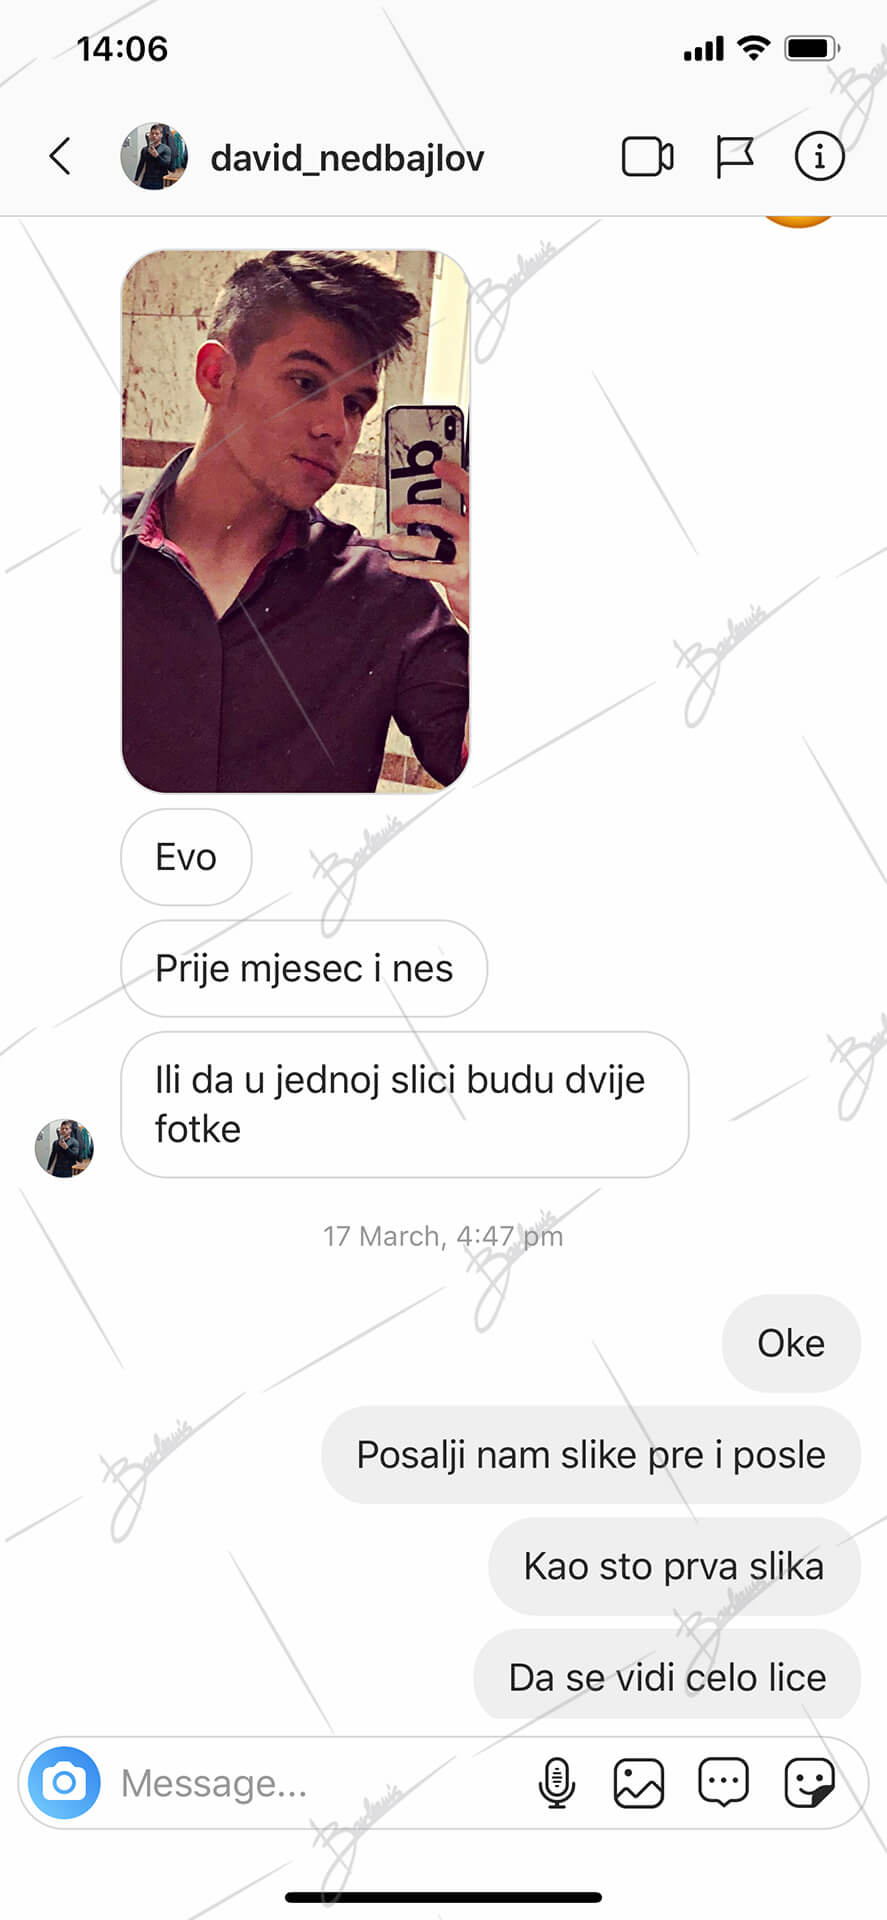 14:06
david_nedbajlov
nb
Evo
Prije mjesec i nes
Ili da u jednoj slici budu dvije
fotke
17 March, 4:47 pm
Oke
Posalji nam slike pre i posle
Kao sto prva slika
Da se vidi celo lice
Message...